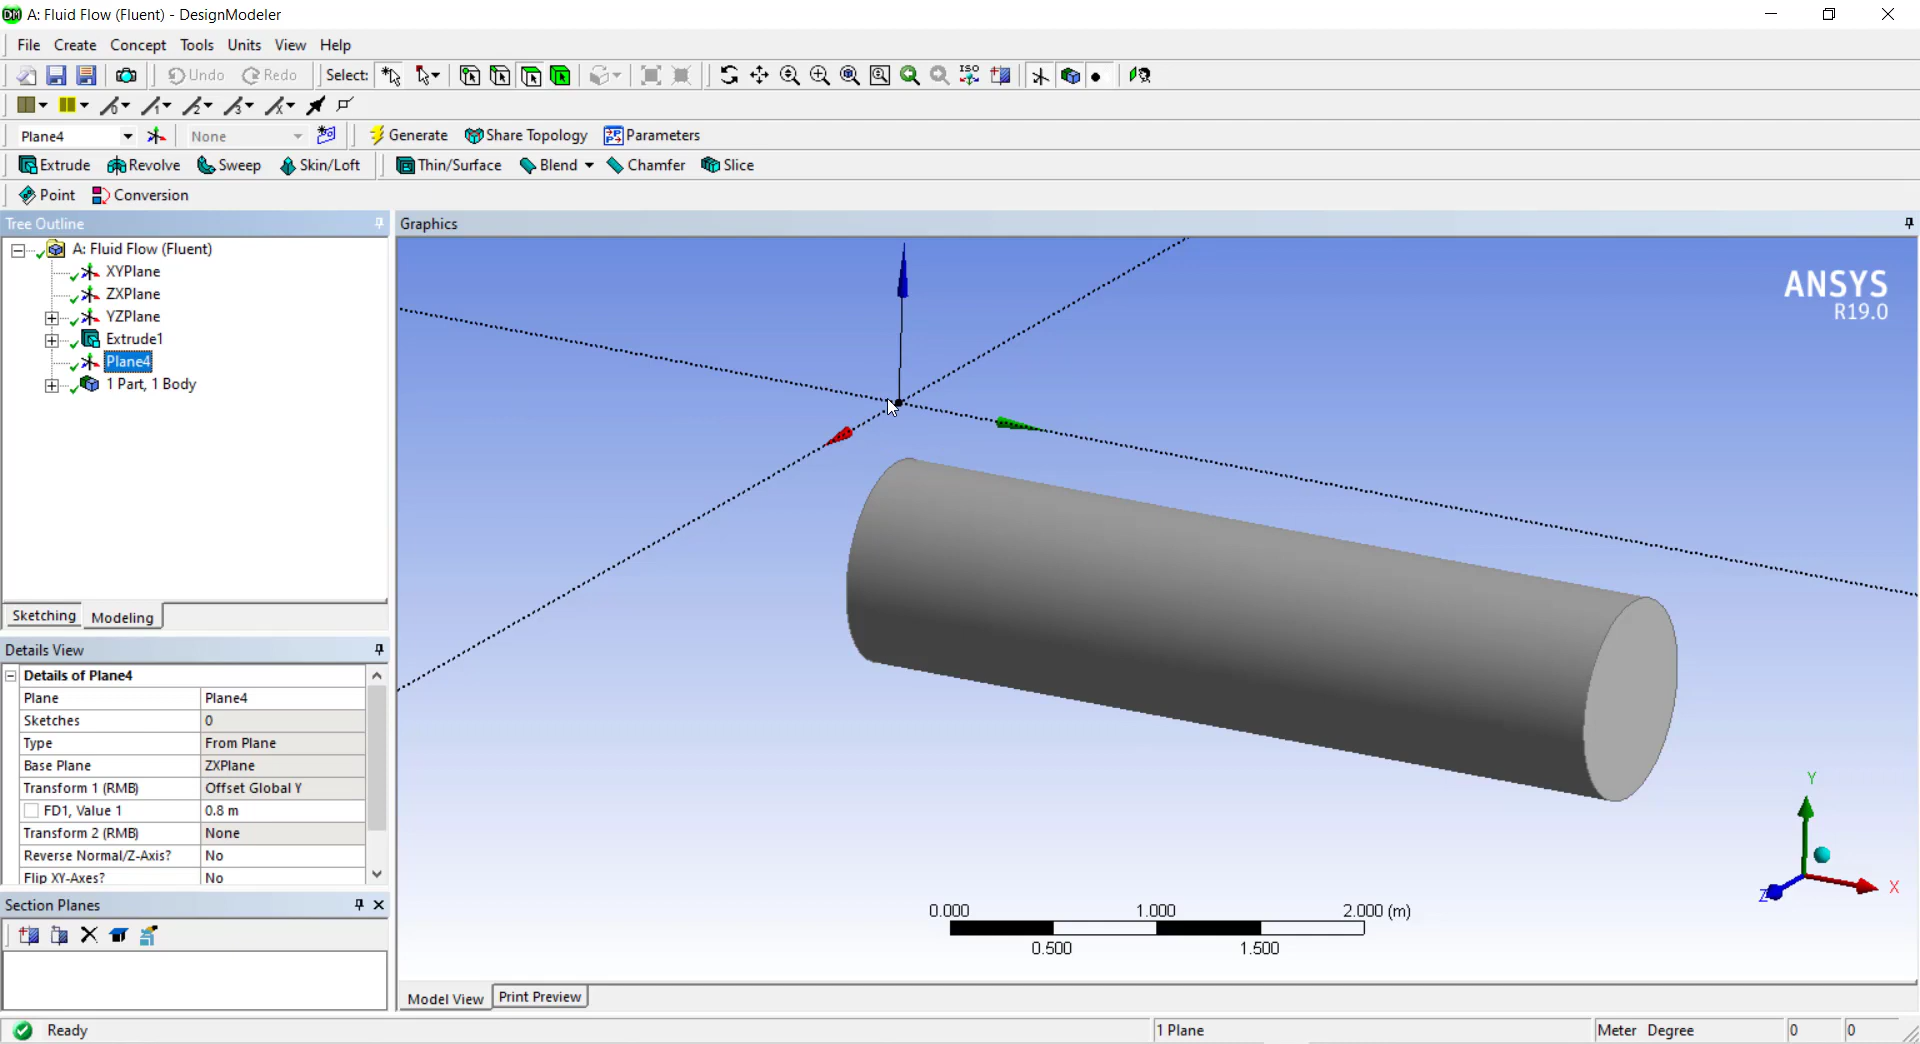 DM A: Fluid Flow (Fluent) - DesignModeler
File Create Concept Tools Units View Help
Undo Redo Select: ISO
Plane4 None Generate Share Topology Parameters
Extrude Revolve Sweep Skin/Loft Thin/Surface Blend Chamfer Slice
Point Conversion
Tree Outline
A: Fluid Flow (Fluent)
XYPlane
ZXPlane
YZPlane
Extrude1
Plane4
1 Part, 1 Body
Sketching Modeling
Details View
Details of Plane4
Plane Plane4
Sketches 0
Type From Plane
Base Plane ZXPlane
Transform 1 (RMB) Offset Global Y
FD1, Value 1 0.8 m
Transform 2 (RMB) None
Reverse Normal/Z-Axis? No
Flip XY-Axes? No
Section Planes
Graphics
ANSYS
R19.0
Y
X
Z
0.000 1.000 2.000 (m)
0.500 1.500
Model View Print Preview
Ready 1 Plane Meter Degree 0 0